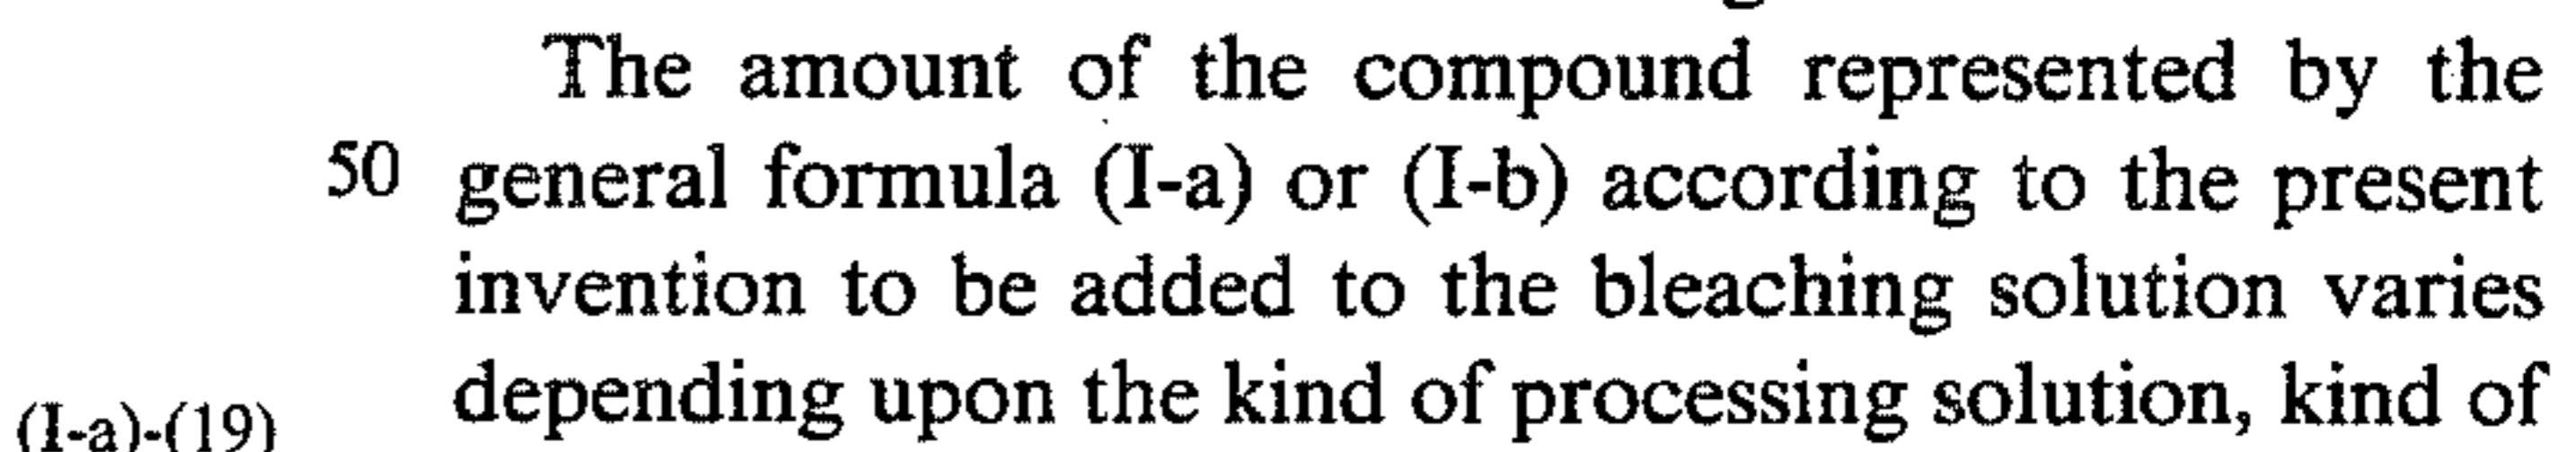 The amount of the compound represented by the
50 general formula (I-a) or (I-b) according to the present
invention to be added to the bleaching solution varies
depending upon the kind of processing solution, kind of
(I-a)-(19)